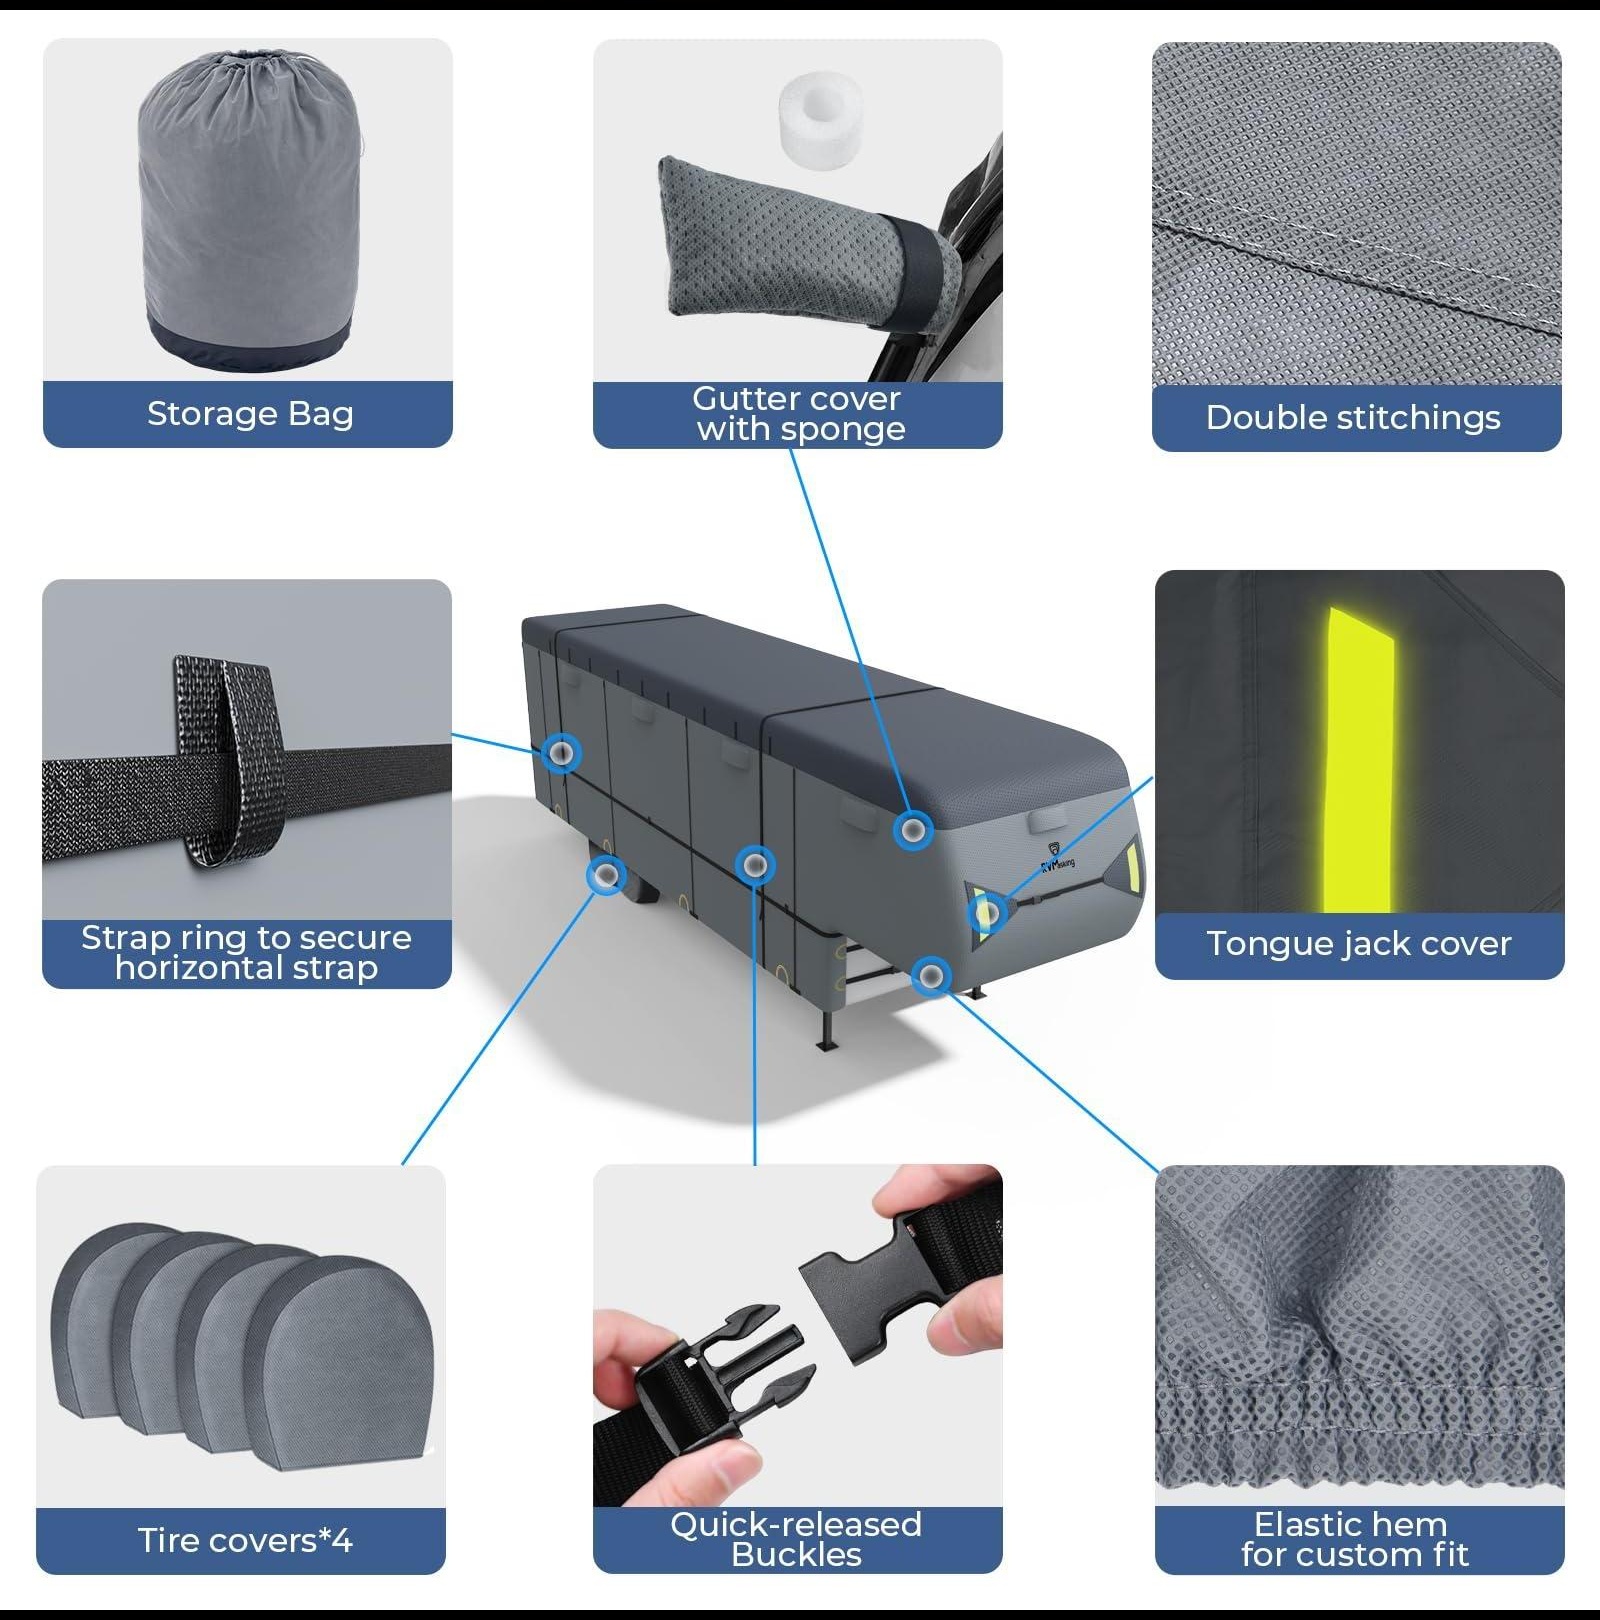 Storage Bag
Gutter cover
with sponge
Double stitchings
Strap ring to secure
horizontal strap
RVMasking
Tongue jack cover
Tire covers*4
Quick-released
Buckles
Elastic hem
for custom fit